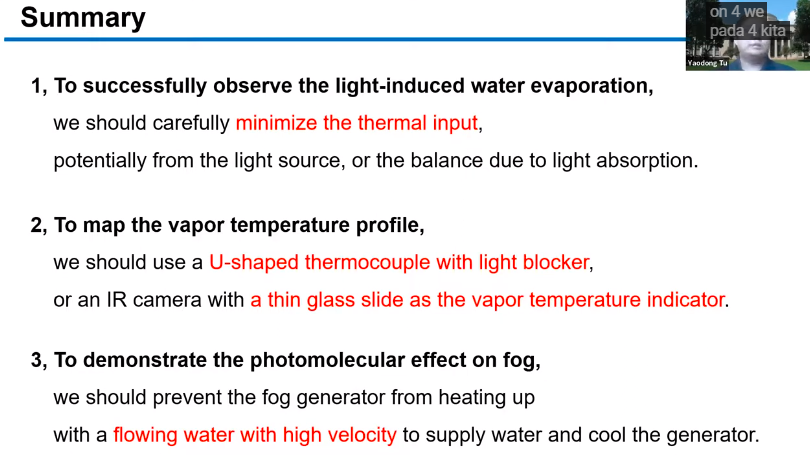 Summary
on 4 we
pada 4 kita
Yaodong Tu
1, To successfully observe the light-induced water evaporation,
we should carefully minimize the thermal input,
potentially from the light source, or the balance due to light absorption.
2, To map the vapor temperature profile,
we should use a U-shaped thermocouple with light blocker,
or an IR camera with a thin glass slide as the vapor temperature indicator.
3, To demonstrate the photomolecular effect on fog,
we should prevent the fog generator from heating up
with a flowing water with high velocity to supply water and cool the generator.